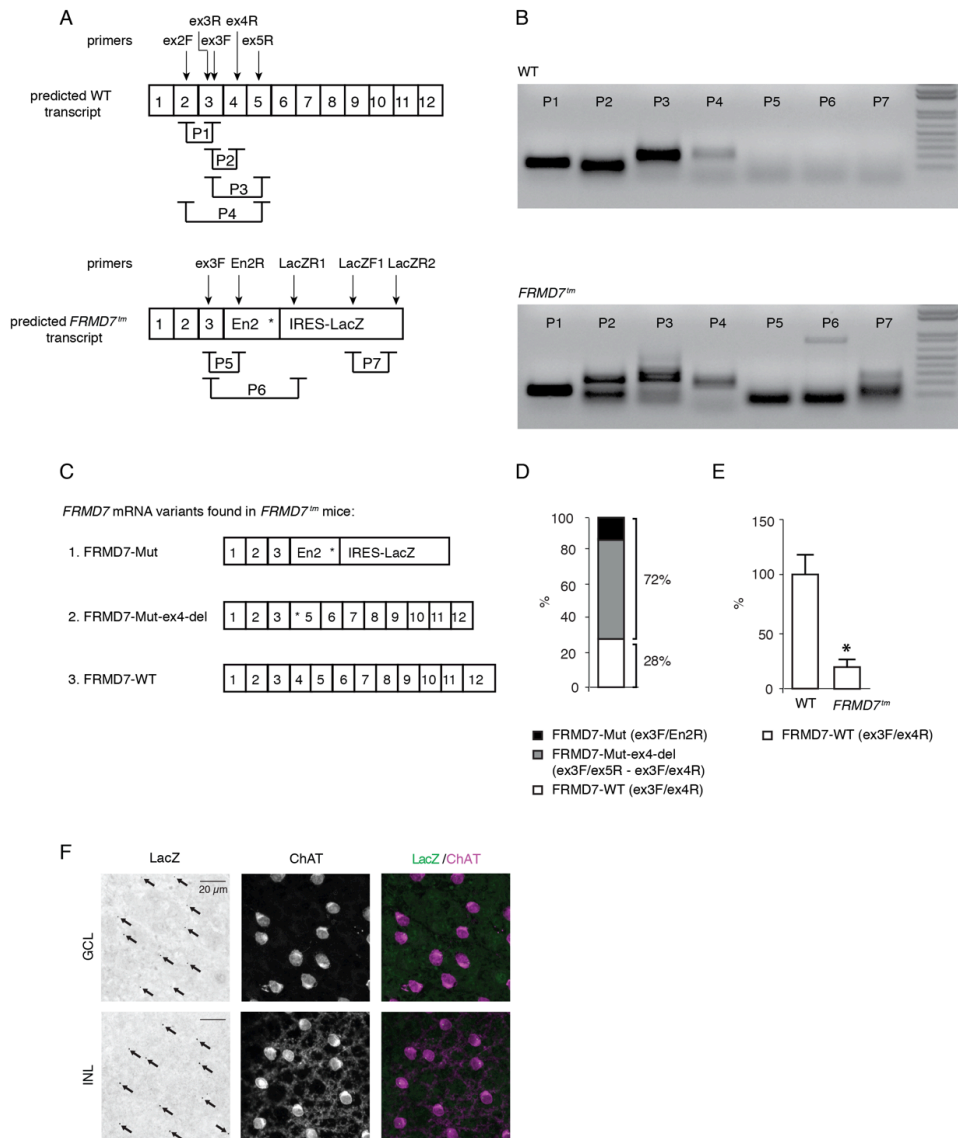 A
ex3R ex4R
primers ex2F ex3F ex5R
predicted WT transcript
1 2 3 4 5 6 7 8 9 10 11 12
P1
P2
P3
P4
primers ex3F En2R LacZR1 LacZF1 LacZR2
predicted FRMD7tm transcript
1 2 3 En2 * IRES-LacZ
P5 P7
P6
B
WT
P1 P2 P3 P4 P5 P6 P7
FRMD7tm
P1 P2 P3 P4 P5 P6 P7
C
FRMD7 mRNA variants found in FRMD7tm mice:
1. FRMD7-Mut 1 2 3 En2 * IRES-LacZ
2. FRMD7-Mut-ex4-del 1 2 3 * 5 6 7 8 9 10 11 12
3. FRMD7-WT 1 2 3 4 5 6 7 8 9 10 11 12
D
100
80
60
40
20
0
%
72%
28%
FRMD7-Mut (ex3F/En2R)
FRMD7-Mut-ex4-del
(ex3F/ex5R - ex3F/ex4R)
FRMD7-WT (ex3F/ex4R)
E
150
100
50
0
%
*
WT FRMD7tm
FRMD7-WT (ex3F/ex4R)
F
LacZ ChAT LacZ/ChAT
20 µm
GCL
INL